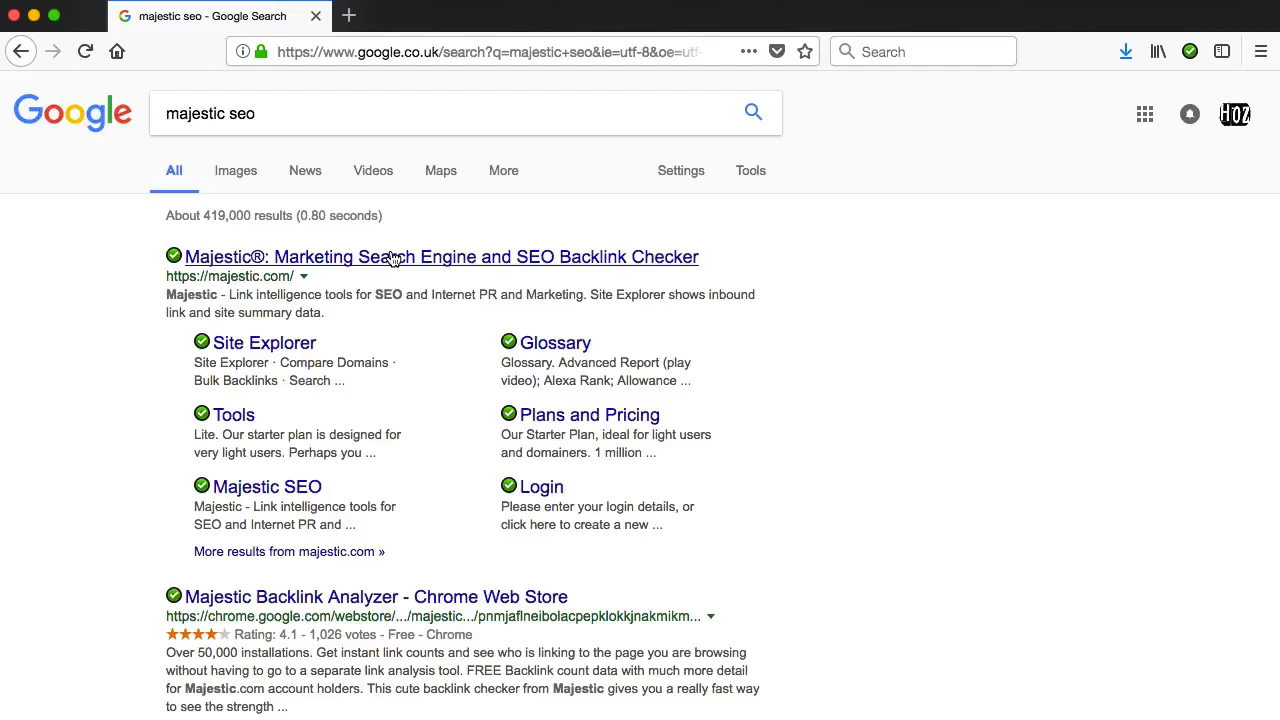 majestic seo - Google Search
https://www.google.co.uk/search?q=majestic+seo&ie=utf-8&oe=utf-
Search
Google
majestic seo
HOZ
All Images News Videos Maps More Settings Tools
About 419,000 results (0.80 seconds)
Majestic®: Marketing Search Engine and SEO Backlink Checker
https://majestic.com/
Majestic - Link intelligence tools for SEO and Internet PR and Marketing. Site Explorer shows inbound
link and site summary data.
Site Explorer
Site Explorer · Compare Domains ·
Bulk Backlinks · Search ...
Glossary
Glossary. Advanced Report (play
video); Alexa Rank; Allowance ...
Tools
Lite. Our starter plan is designed for
very light users. Perhaps you ...
Plans and Pricing
Our Starter Plan, ideal for light users
and domainers. 1 million ...
Majestic SEO
Majestic - Link intelligence tools for
SEO and Internet PR and ...
Login
Please enter your login details, or
click here to create a new ...
More results from majestic.com »
Majestic Backlink Analyzer - Chrome Web Store
https://chrome.google.com/webstore/.../majestic.../pnmjaflneibolacpepklokkjnakmikm...
Rating: 4.1 - 1,026 votes - Free - Chrome
Over 50,000 installations. Get instant link counts and see who is linking to the page you are browsing
without having to go to a separate link analysis tool. FREE Backlink count data with much more detail
for Majestic.com account holders. This cute backlink checker from Majestic gives you a really fast way
to see the strength ...